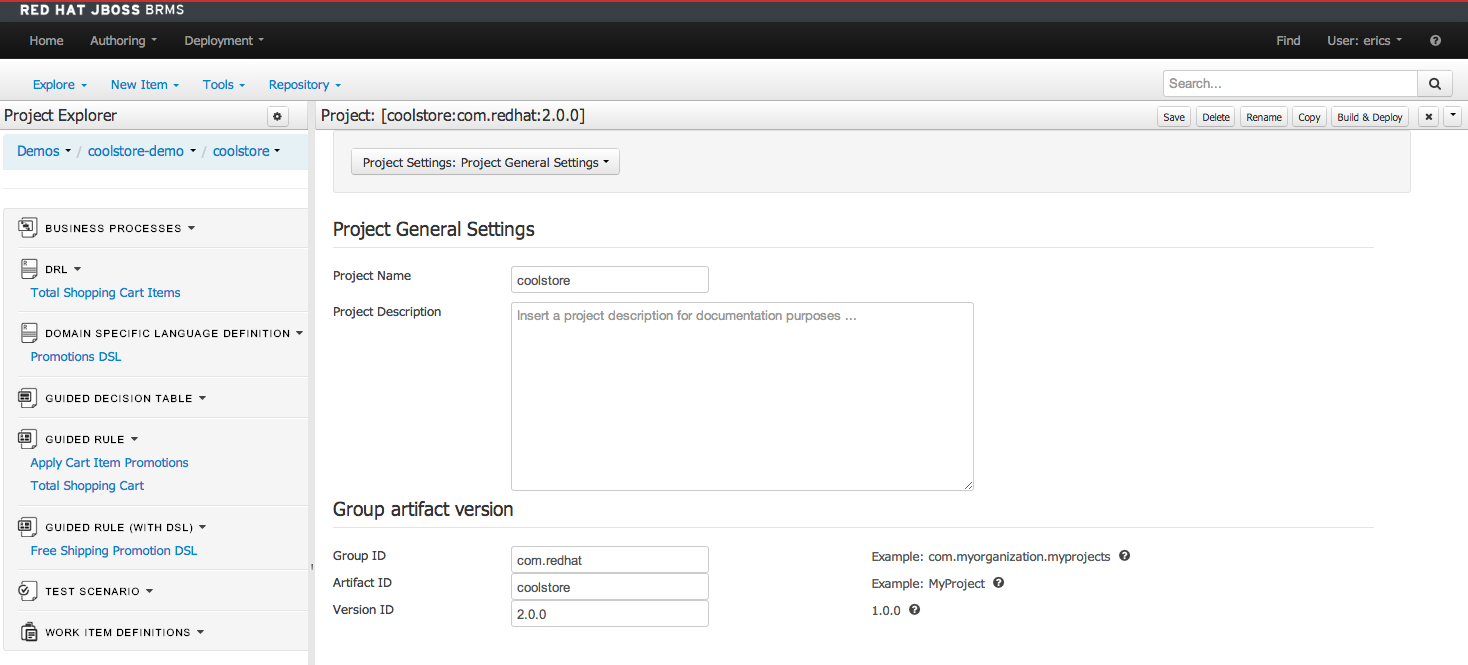 RED HAT JBOSS BRMS
Home Authoring Deployment Find User: erics
Explore New Item Tools Repository Search...
Project Explorer
Demos / coolstore-demo / coolstore
BUSINESS PROCESSES
DRL
Total Shopping Cart Items
DOMAIN SPECIFIC LANGUAGE DEFINITION
Promotions DSL
GUIDED DECISION TABLE
GUIDED RULE
Apply Cart Item Promotions
Total Shopping Cart
GUIDED RULE (WITH DSL)
Free Shipping Promotion DSL
TEST SCENARIO
WORK ITEM DEFINITIONS
Project: [coolstore:com.redhat:2.0.0] Save Delete Rename Copy Build & Deploy
Project Settings: Project General Settings
Project General Settings
Project Name coolstore
Project Description Insert a project description for documentation purposes ...
Group artifact version
Group ID com.redhat Example: com.myorganization.myprojects
Artifact ID coolstore Example: MyProject
Version ID 2.0.0 1.0.0